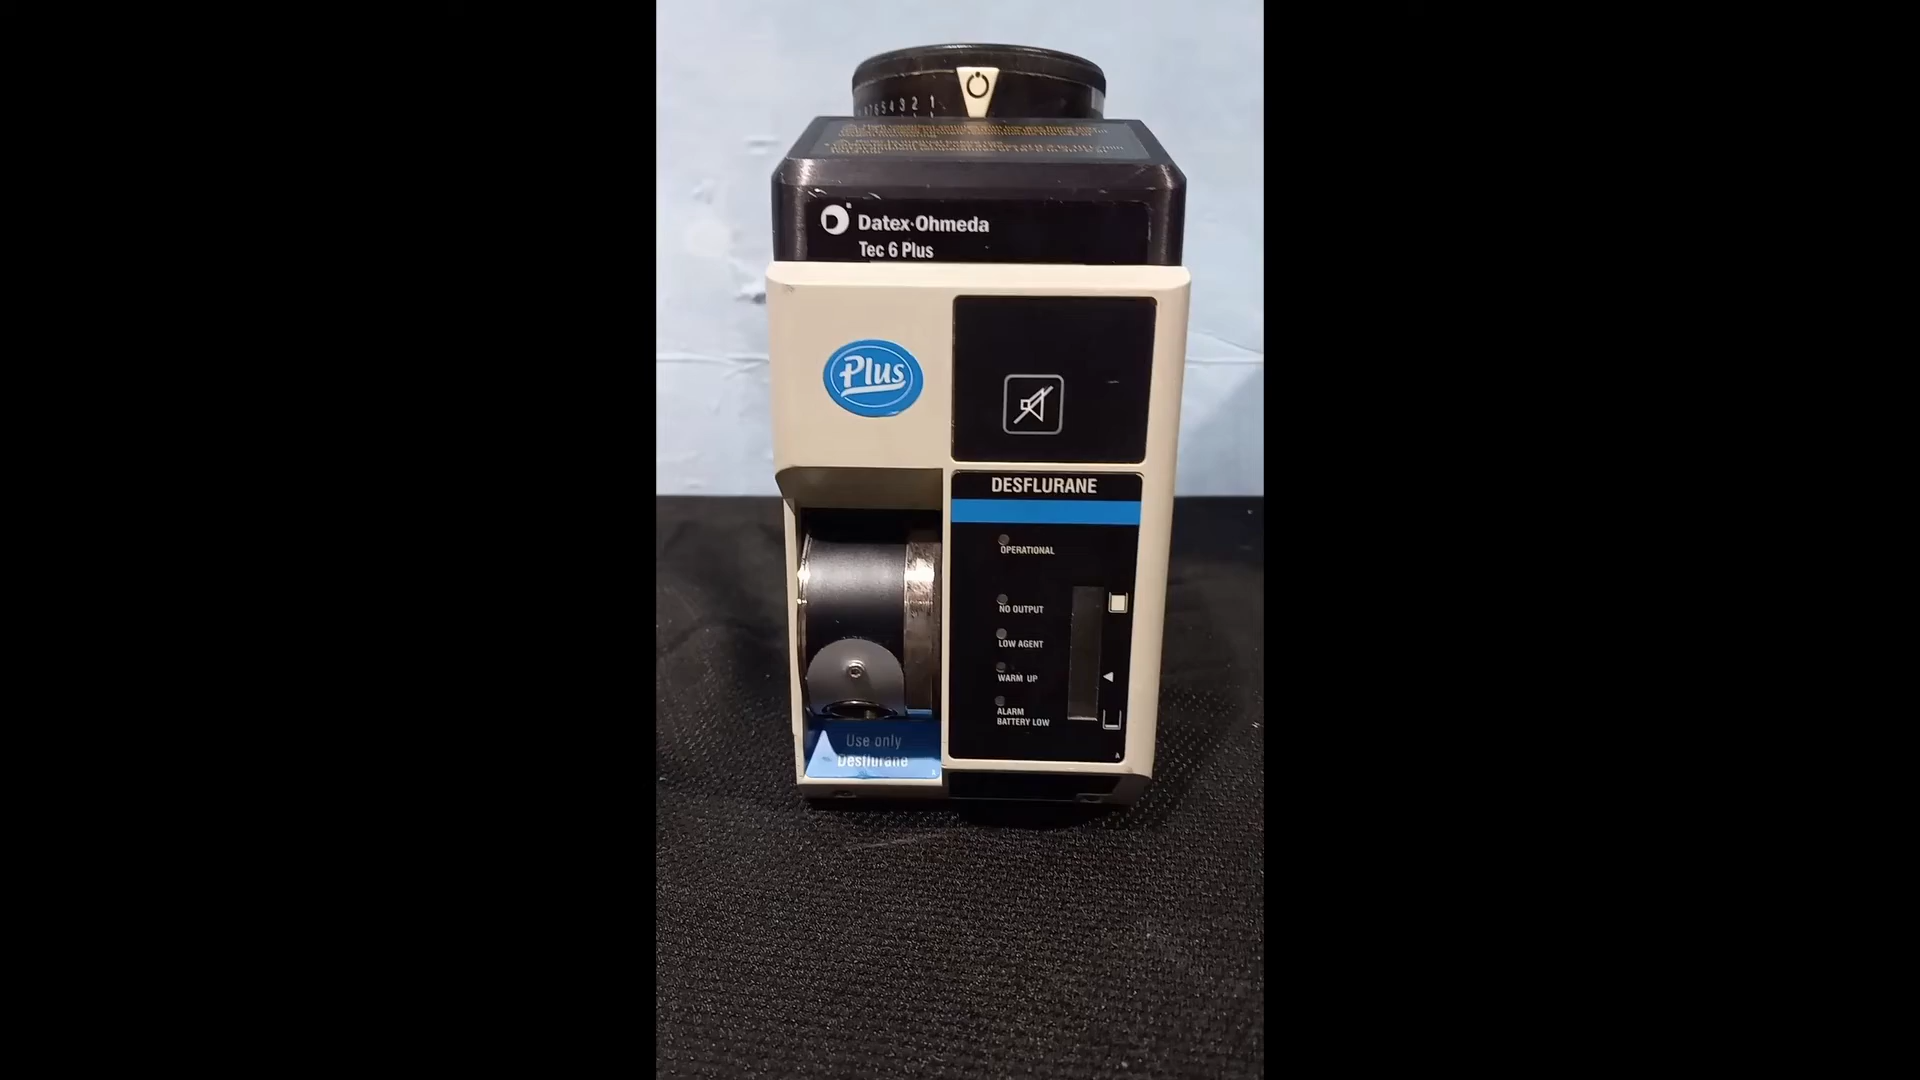 7 6 5 4 3 2 1
Datex-Ohmeda
Tec 6 Plus
Plus
DESFLURANE
OPERATIONAL
NO OUTPUT
LOW AGENT
WARM UP
ALARM
BATTERY LOW
Use only
Desflurane